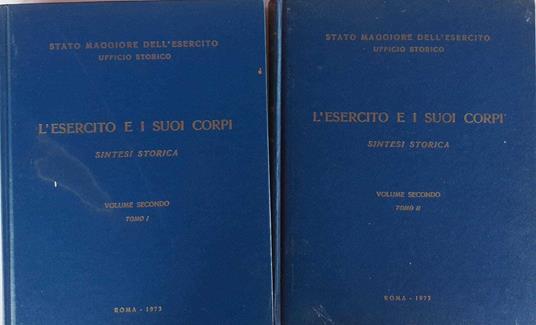 STATO MAGGIORE DELL'ESERCITO
UFFICIO STORICO
L'ESERCITO E I SUOI CORPI
SINTESI STORICA
VOLUME SECONDO
TOMO I
ROMA - 1973
STATO MAGGIORE DELL'ESERCITO
UFFICIO STORICO
L'ESERCITO E I SUOI CORPI
SINTESI STORICA
VOLUME SECONDO
TOMO II
ROMA - 1973